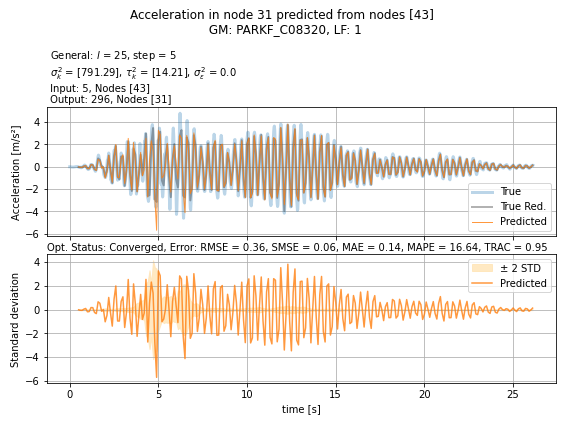 Acceleration in node 31 predicted from nodes [43]
GM: PARKF_C08320, LF: 1
General: l = 25, step = 5
σ²ₖ = [791.29], τ²ₖ = [14.21], σ²ε = 0.0
Input: 5, Nodes [43]
Output: 296, Nodes [31]
Acceleration [m/s²]
4
2
0
−2
−4
−6
True
True Red.
Predicted
Opt. Status: Converged, Error: RMSE = 0.36, SMSE = 0.06, MAE = 0.14, MAPE = 16.64, TRAC = 0.95
Standard deviation
4
2
0
−2
−4
−6
± 2 STD
Predicted
0 5 10 15 20 25
time [s]